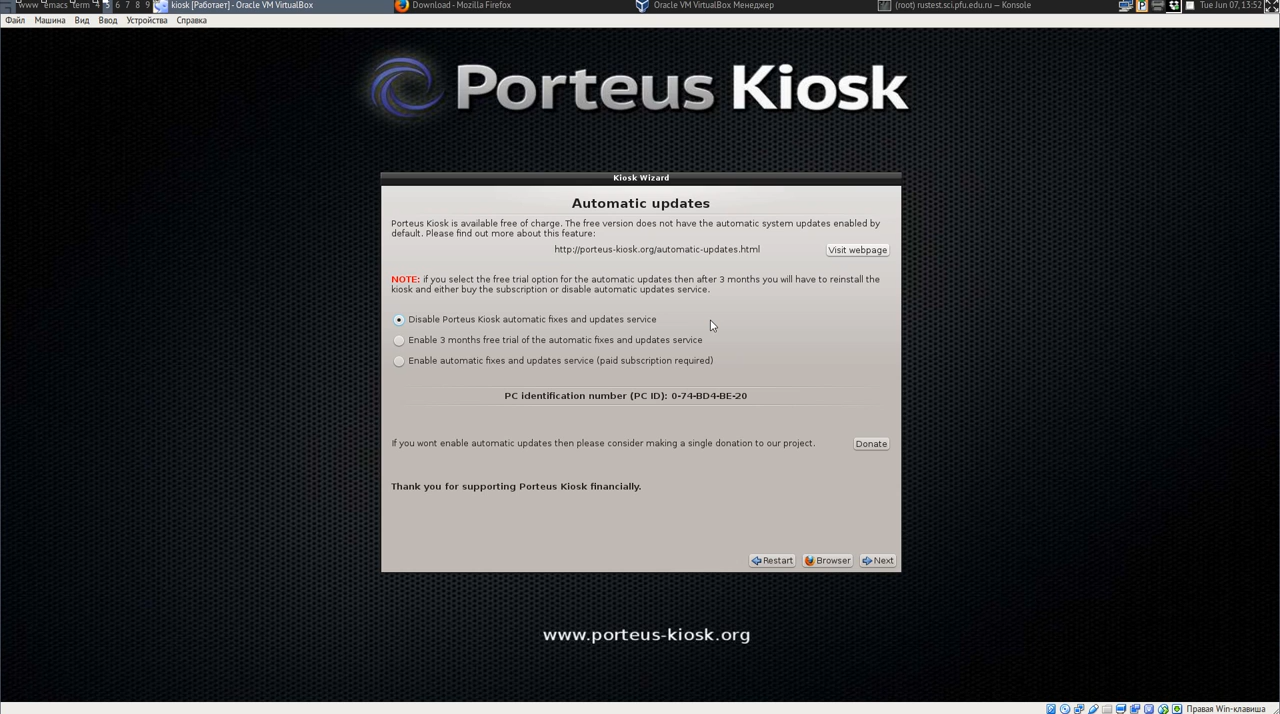 www emacs term 4 5 6 7 8 9 kiosk [Работает] - Oracle VM VirtualBox Download - Mozilla Firefox Oracle VM VirtualBox Менеджер (root) rustest.sci.pfu.edu.ru — Konsole Tue Jun 07, 13:52
Файл Машина Вид Ввод Устройства Справка
Porteus Kiosk
Kiosk Wizard
Automatic updates
Porteus Kiosk is available free of charge. The free version does not have the automatic system updates enabled by
default. Please find out more about this feature:
http://porteus-kiosk.org/automatic-updates.html Visit webpage
NOTE: if you select the free trial option for the automatic updates then after 3 months you will have to reinstall the
kiosk and either buy the subscription or disable automatic updates service.
Disable Porteus Kiosk automatic fixes and updates service
Enable 3 months free trial of the automatic fixes and updates service
Enable automatic fixes and updates service (paid subscription required)
PC identification number (PC ID): 0-74-BD4-BE-20
If you wont enable automatic updates then please consider making a single donation to our project. Donate
Thank you for supporting Porteus Kiosk financially.
Restart Browser Next
www.porteus-kiosk.org
Правая Win-клавиша